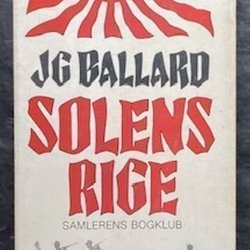 JG BALLARD
SOLENS
RIGE
SAMLERENS BOGKLUB